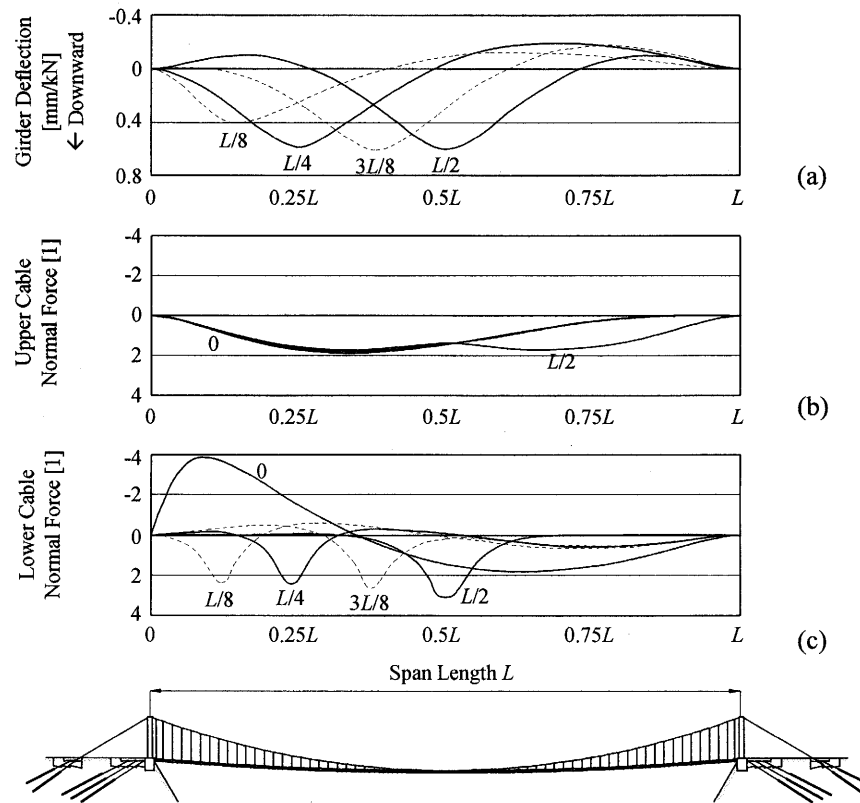 Girder Deflection
[mm/kN]
← Downward
-0.4
0
0.4
0.8
L/8
L/4
3L/8
L/2
0
0.25L
0.5L
0.75L
L
(a)
Upper Cable
Normal Force [1]
-4
-2
0
2
4
0
L/2
0
0.25L
0.5L
0.75L
L
(b)
Lower Cable
Normal Force [1]
-4
-2
0
2
4
0
L/8
L/4
3L/8
L/2
0
0.25L
0.5L
0.75L
L
(c)
Span Length L